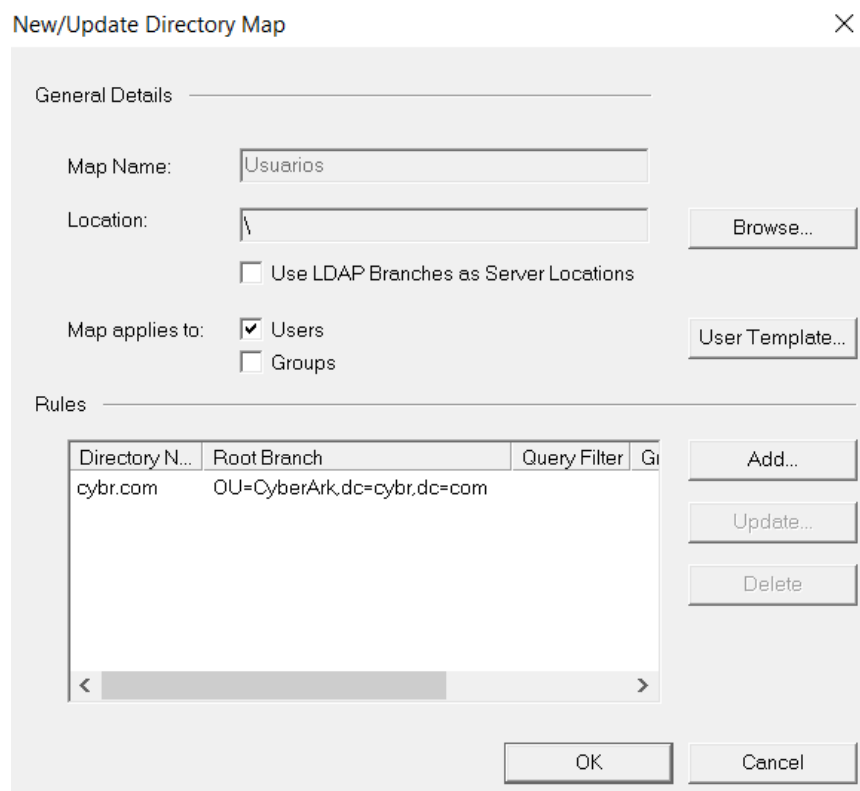 New/Update Directory Map
General Details
Map Name: Usuarios
Location: \ Browse...
Use LDAP Branches as Server Locations
Map applies to: Users User Template...
Groups
Rules
Directory N... Root Branch Query Filter Gr Add...
cybr.com OU=CyberArk,dc=cybr,dc=com
Update...
Delete
OK Cancel